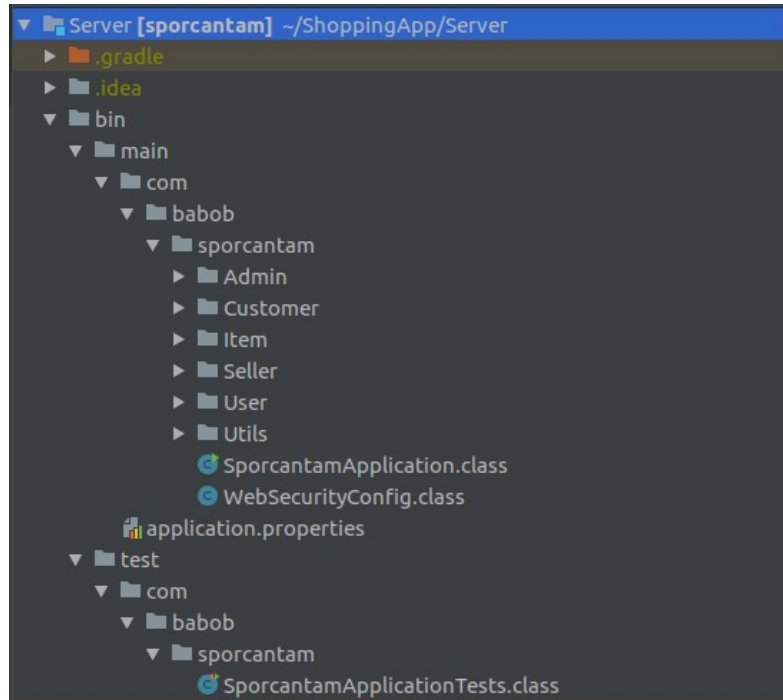 Server [sporcantam] ~/ShoppingApp/Server
.gradle
.idea
bin
main
com
babob
sporcantam
Admin
Customer
Item
Seller
User
Utils
SporcantamApplication.class
WebSecurityConfig.class
application.properties
test
com
babob
sporcantam
SporcantamApplicationTests.class